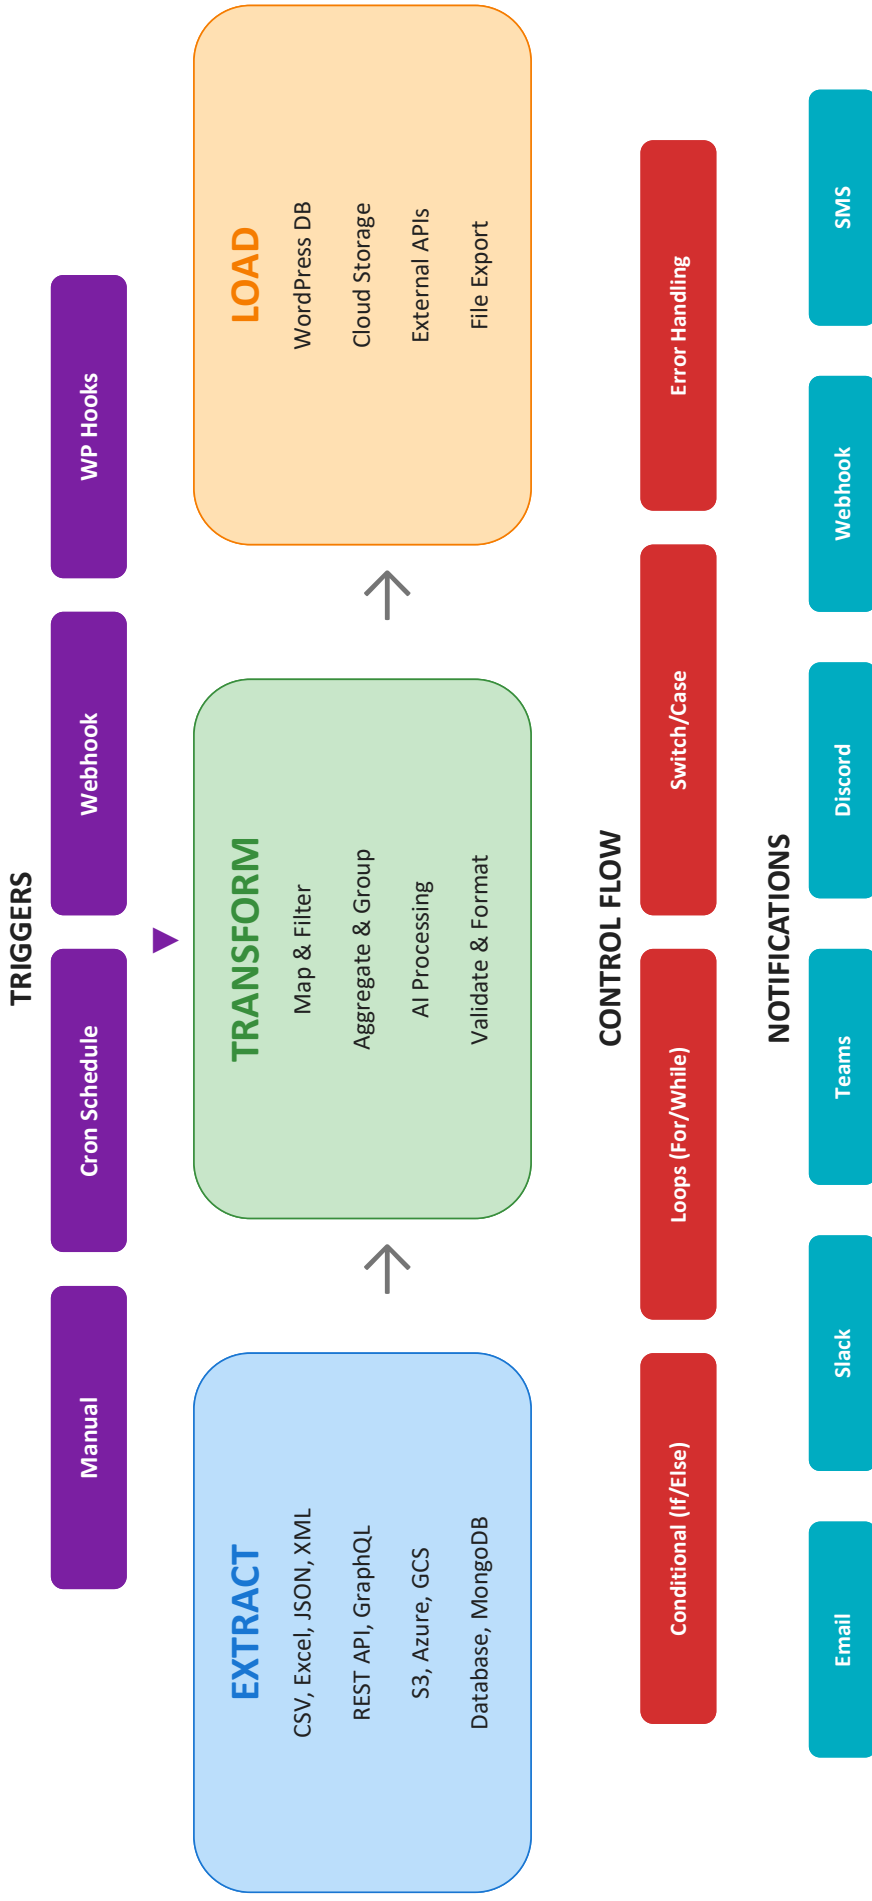 TRIGGERS
Manual
Cron Schedule
Webhook
WP Hooks
EXTRACT
CSV, Excel, JSON, XML
REST API, GraphQL
S3, Azure, GCS
Database, MongoDB
TRANSFORM
Map & Filter
Aggregate & Group
AI Processing
Validate & Format
LOAD
WordPress DB
Cloud Storage
External APIs
File Export
CONTROL FLOW
Conditional (If/Else)
Loops (For/While)
Switch/Case
Error Handling
NOTIFICATIONS
Email
Slack
Teams
Discord
Webhook
SMS